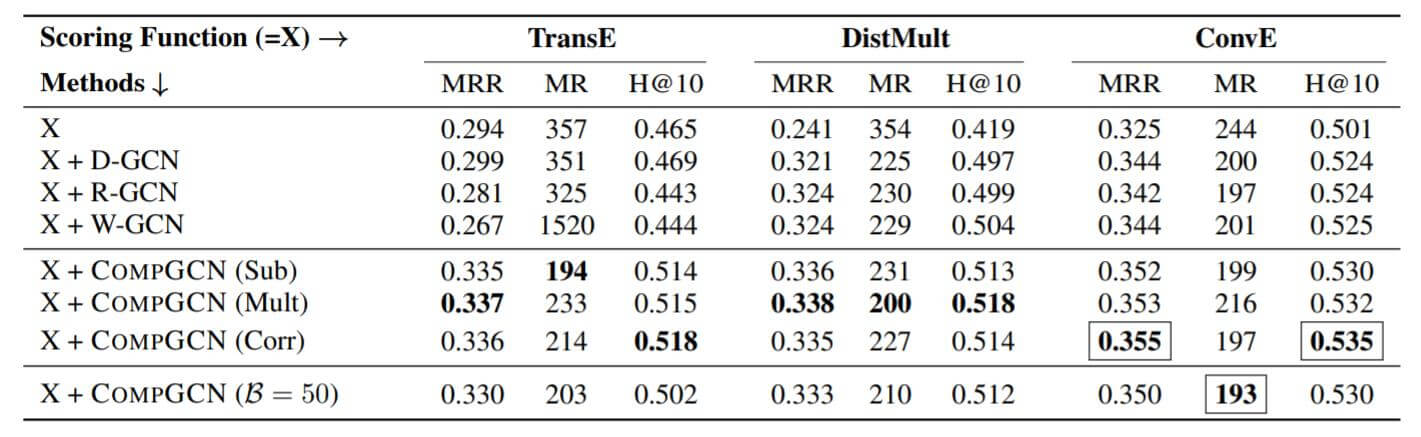 Scoring Function (=X) → TransE DistMult ConvE
Methods ↓ MRR MR H@10 MRR MR H@10 MRR MR H@10
X 0.294 357 0.465 0.241 354 0.419 0.325 244 0.501
X + D-GCN 0.299 351 0.469 0.321 225 0.497 0.344 200 0.524
X + R-GCN 0.281 325 0.443 0.324 230 0.499 0.342 197 0.524
X + W-GCN 0.267 1520 0.444 0.324 229 0.504 0.344 201 0.525
X + COMPGCN (Sub) 0.335 194 0.514 0.336 231 0.513 0.352 199 0.530
X + COMPGCN (Mult) 0.337 233 0.515 0.338 200 0.518 0.353 216 0.532
X + COMPGCN (Corr) 0.336 214 0.518 0.335 227 0.514 0.355 197 0.535
X + COMPGCN (ℬ = 50) 0.330 203 0.502 0.333 210 0.512 0.350 193 0.530